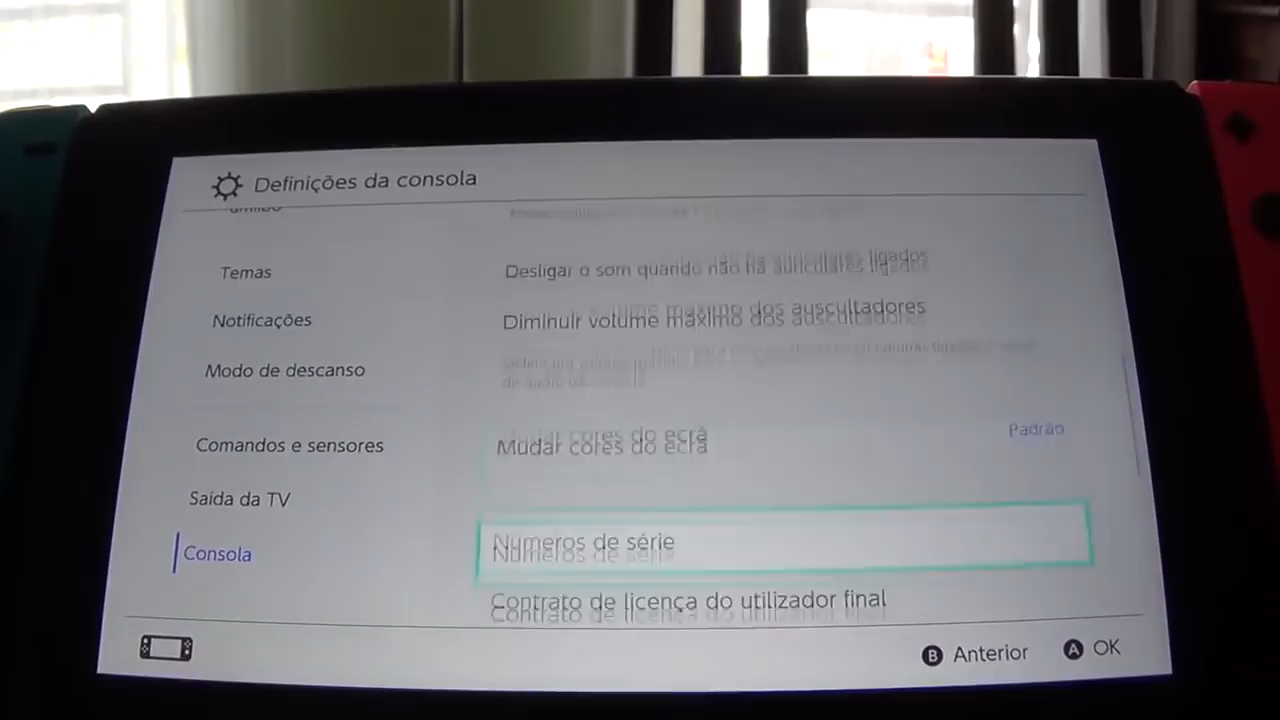 Definições da consola
amiibo
Temas
Notificações
Modo de descanso
Comandos e sensores
Saída da TV
Consola
Desligar o som quando não há auriculares ligados
Diminuir volume máximo dos auscultadores
Mudar cores do ecrã
Padrão
Números de série
Contrato de licença do utilizador final
B Anterior
A OK